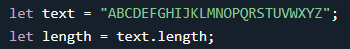 let text = "ABCDEFGHIJKLMNOPQRSTUVWXYZ";
let length = text.length;